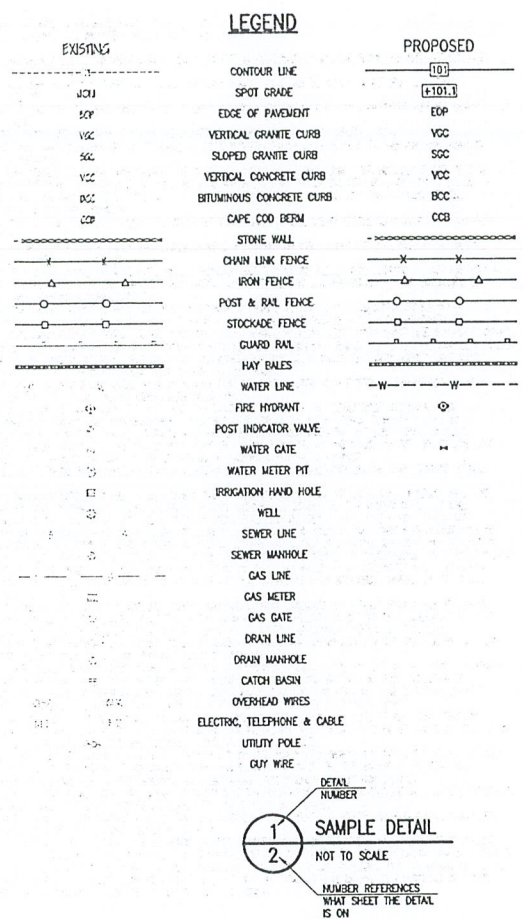 LEGEND
EXISTING PROPOSED
CONTOUR LINE 101
SPOT GRADE +101.1
EDGE OF PAVEMENT EOP
VGC VERTICAL GRANITE CURB VGC
SGC SLOPED GRANITE CURB SGC
VCC VERTICAL CONCRETE CURB VCC
BITUMINOUS CONCRETE CURB BCC
CCB CAPE COD BERM CCB
STONE WALL
X X CHAIN LINK FENCE X X
IRON FENCE
POST & RAIL FENCE
STOCKADE FENCE
GUARD RAIL
HAY BALES
WATER LINE W W
FIRE HYDRANT
POST INDICATOR VALVE
WATER GATE
WATER METER PIT
IRRIGATION HAND HOLE
WELL
SEWER LINE
SEWER MANHOLE
GAS LINE
GAS METER
GAS GATE
DRAIN LINE
DRAIN MANHOLE
CATCH BASIN
OVERHEAD WIRES
ELECTRIC, TELEPHONE & CABLE
UTILITY POLE
GUY WIRE
DETAIL
NUMBER
1 SAMPLE DETAIL
2 NOT TO SCALE
NUMBER REFERENCES
WHAT SHEET THE DETAIL
IS ON